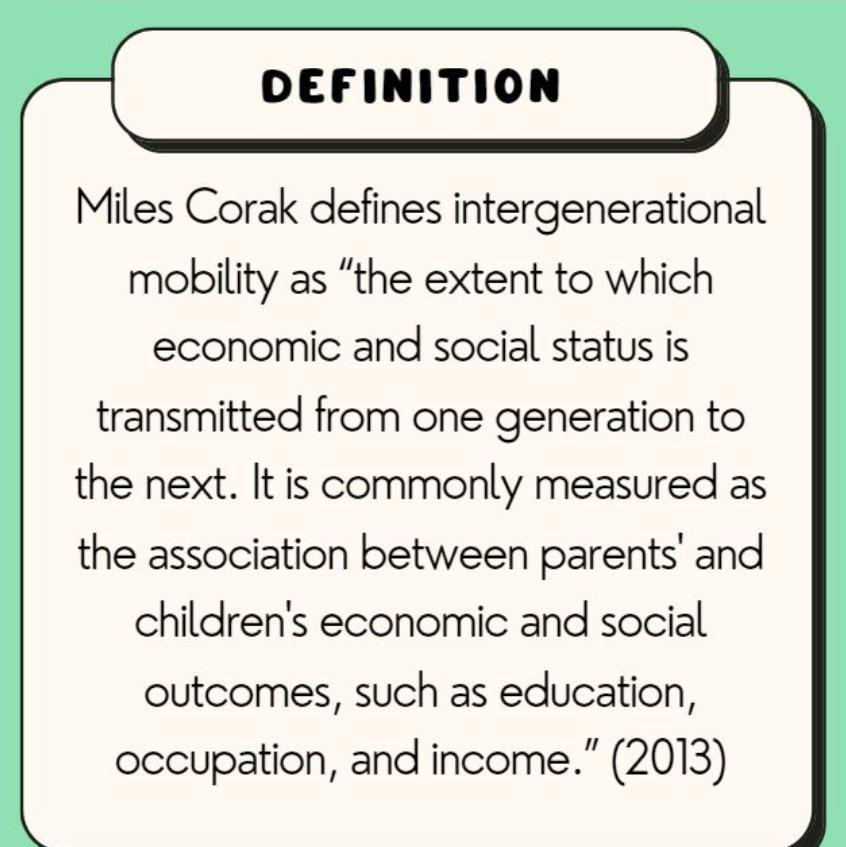 DEFINITION
Miles Corak defines intergenerational
mobility as “the extent to which
economic and social status is
transmitted from one generation to
the next. It is commonly measured as
the association between parents' and
children's economic and social
outcomes, such as education,
occupation, and income.” (2013)